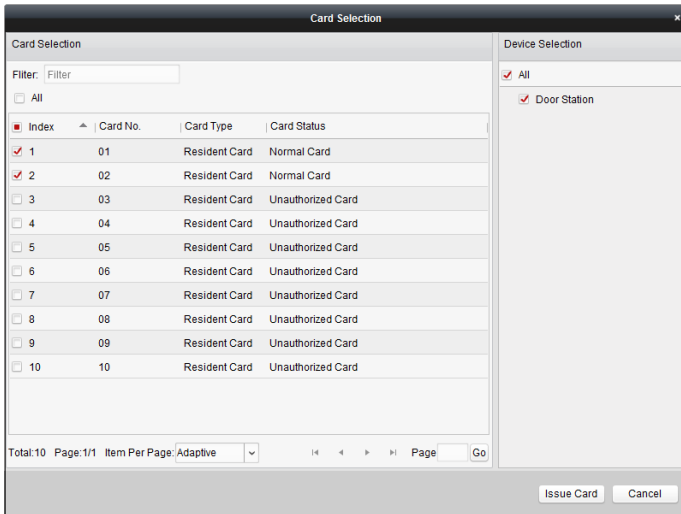 Card Selection ×
Card Selection
Device Selection
Fliter: Filter
All
All
Door Station
Index Card No. Card Type Card Status
1 01 Resident Card Normal Card
2 02 Resident Card Normal Card
3 03 Resident Card Unauthorized Card
4 04 Resident Card Unauthorized Card
5 05 Resident Card Unauthorized Card
6 06 Resident Card Unauthorized Card
7 07 Resident Card Unauthorized Card
8 08 Resident Card Unauthorized Card
9 09 Resident Card Unauthorized Card
10 10 Resident Card Unauthorized Card
Total:10 Page:1/1 Item Per Page: Adaptive Page Go
Issue Card Cancel